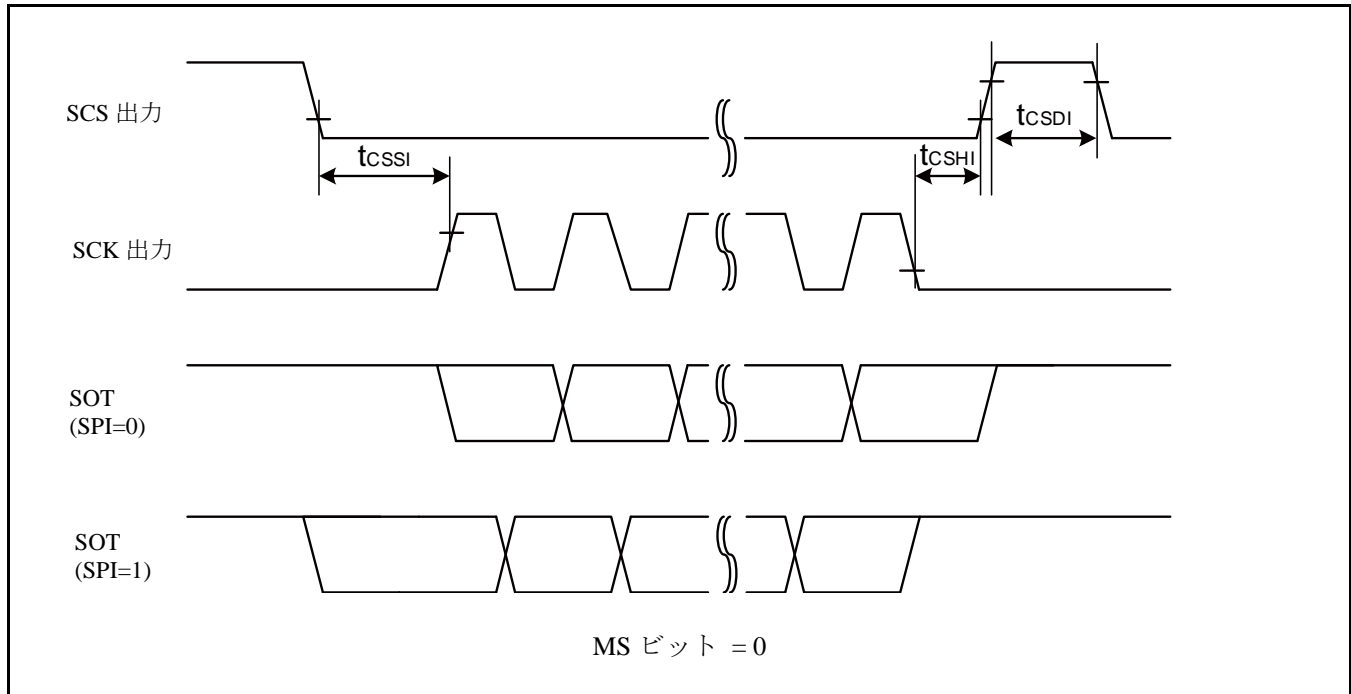 SCS 出力
tCSSI
tCSHI
tCSDI
SCK 出力
SOT
(SPI=0)
SOT
(SPI=1)
MS ビット = 0